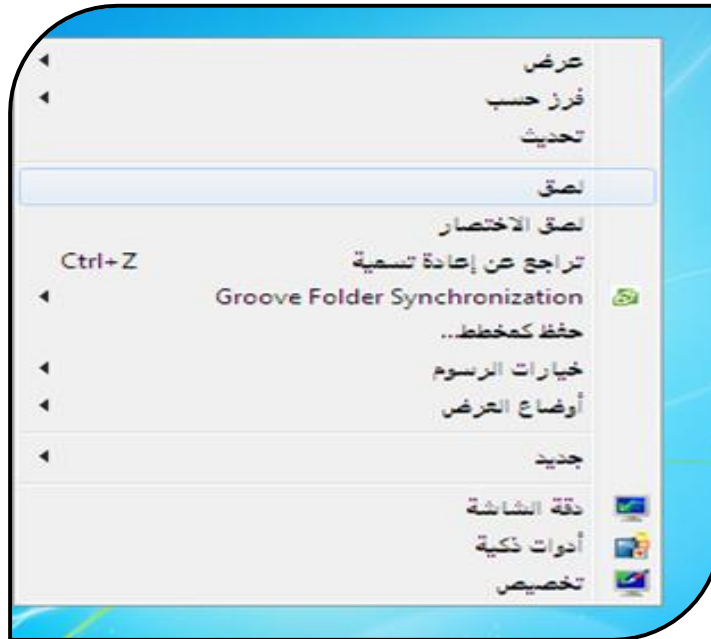 عرض
فرز حسب
تحديث
لصق
لصق الاختصار
تراجع عن إعادة تسمية Ctrl+Z
Groove Folder Synchronization
حفظ كمخطط...
خيارات الرسوم
أوضاع العرض
جديد
دقة الشاشة
أدوات ذكية
تخصيص